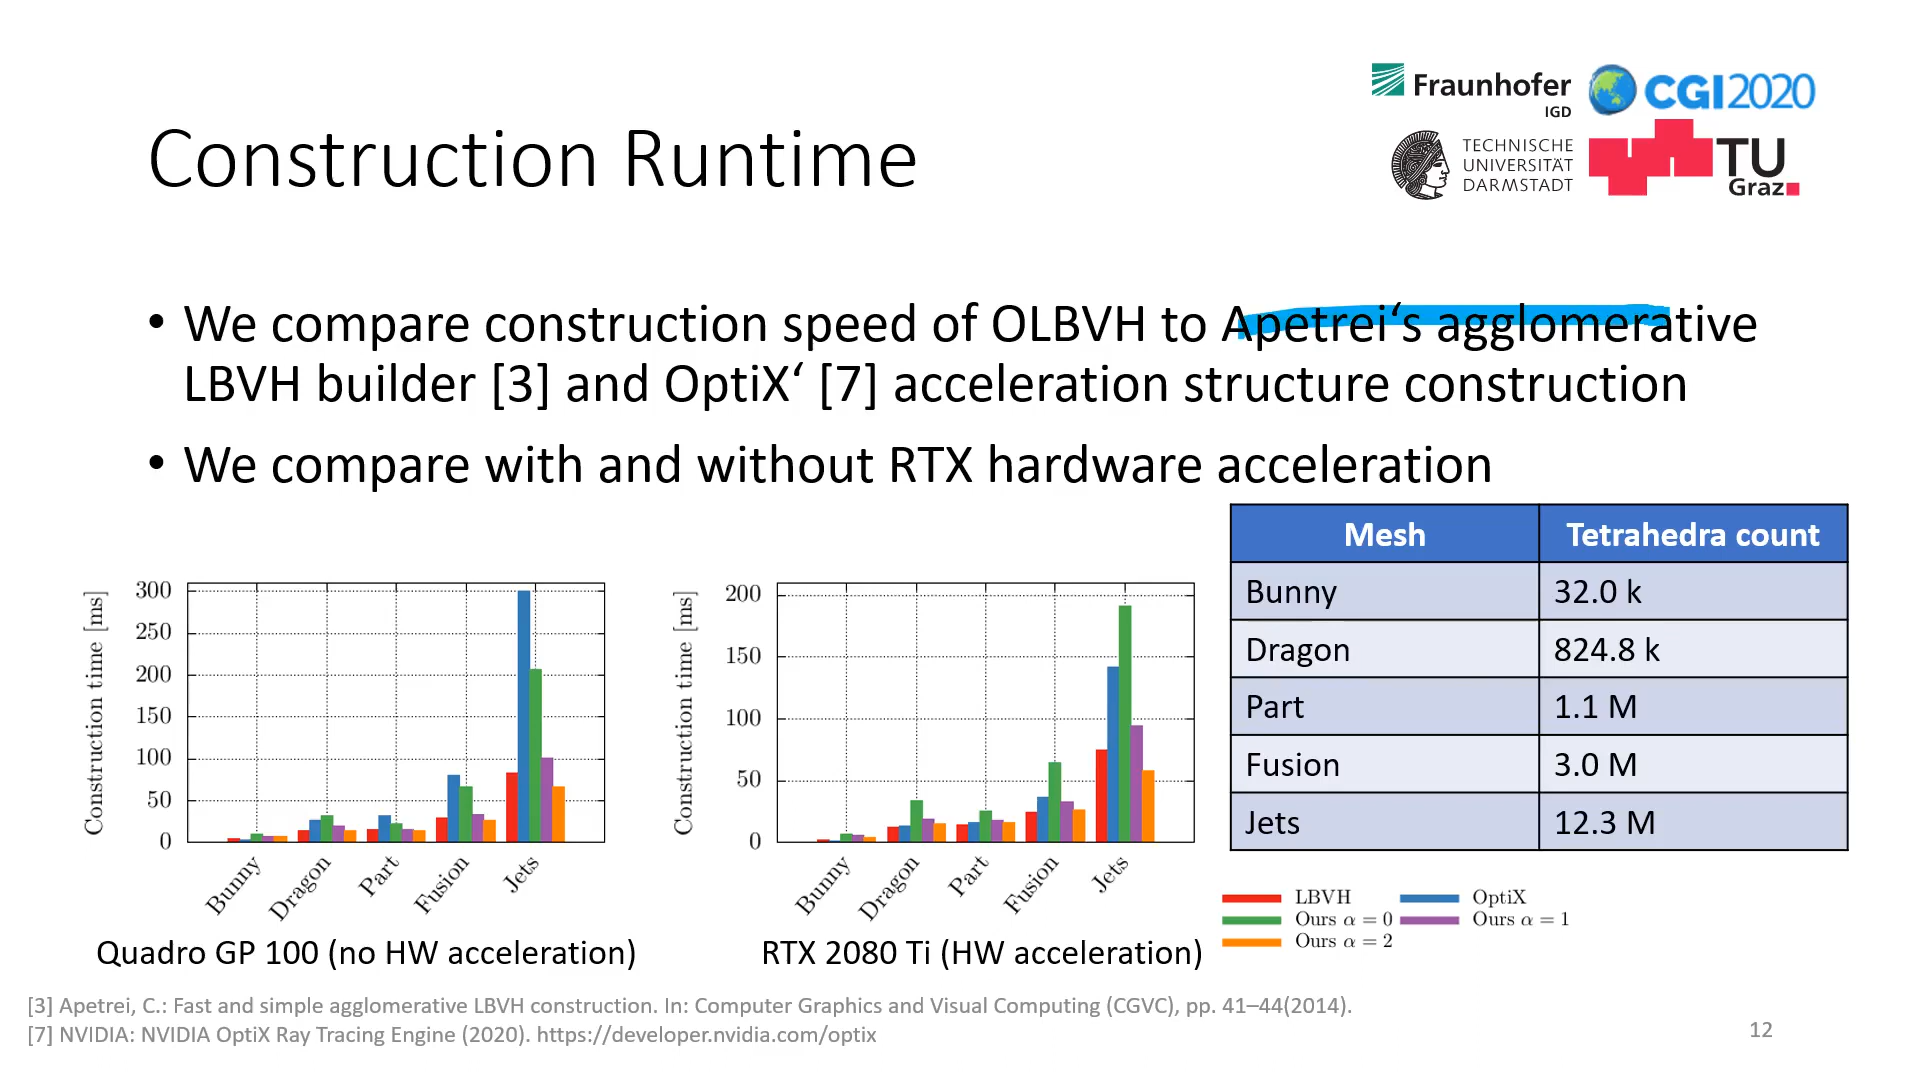 Fraunhofer
IGD
CGI2020
TECHNISCHE
UNIVERSITÄT
DARMSTADT
TU
Graz
Construction Runtime
• We compare construction speed of OLBVH to Apetrei‘s agglomerative
LBVH builder [3] and OptiX‘ [7] acceleration structure construction
• We compare with and without RTX hardware acceleration
Construction time [ms]
300
250
200
150
100
50
0
Bunny
Dragon
Part
Fusion
Jets
Quadro GP 100 (no HW acceleration)
Construction time [ms]
200
150
100
50
0
Bunny
Dragon
Part
Fusion
Jets
RTX 2080 Ti (HW acceleration)
Mesh Tetrahedra count
Bunny 32.0 k
Dragon 824.8 k
Part 1.1 M
Fusion 3.0 M
Jets 12.3 M
LBVH OptiX
Ours α = 0 Ours α = 1
Ours α = 2
[3] Apetrei, C.: Fast and simple agglomerative LBVH construction. In: Computer Graphics and Visual Computing (CGVC), pp. 41–44(2014).
[7] NVIDIA: NVIDIA OptiX Ray Tracing Engine (2020). https://developer.nvidia.com/optix
12